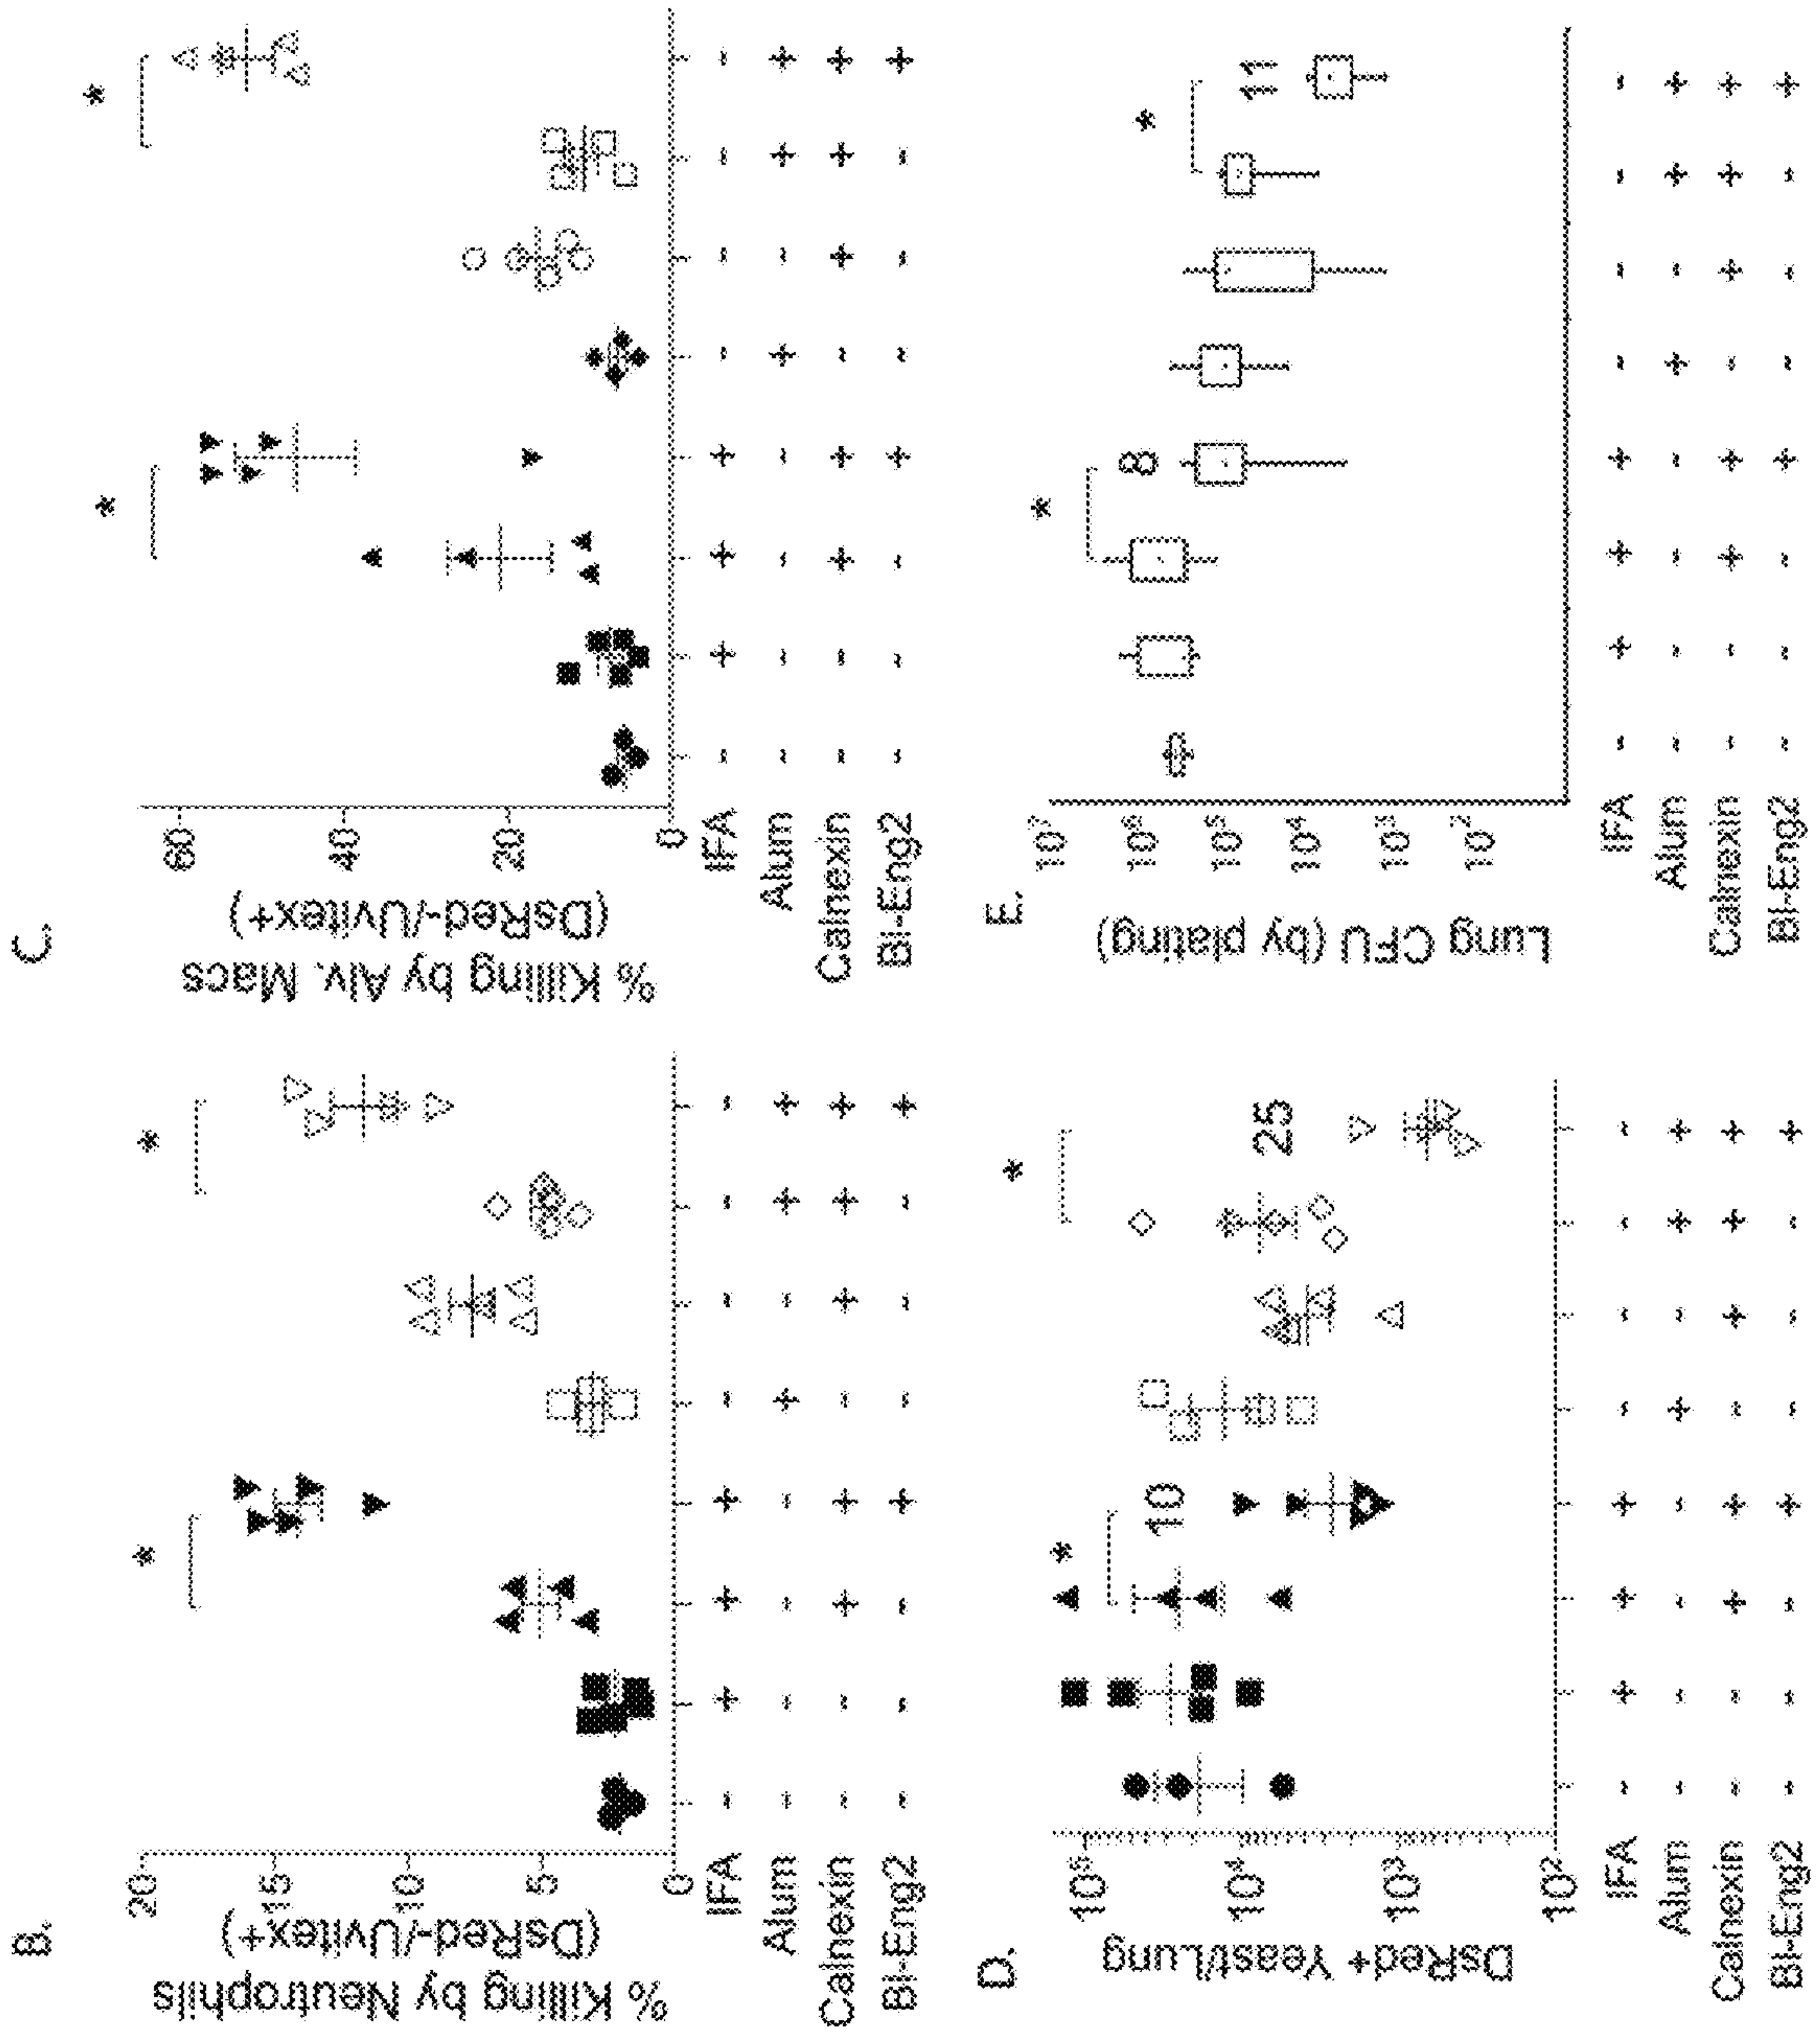 B.
% Killing by Neutrophils
(DsRed-/Uvitex+)
20
15
10
5
0
* *
IFA - + + + - - - -
Alum - - - - + - + +
Calnexin - - + + - + + +
Bl-Eng2 - - - + - - - +
C.
% Killing by Alv. Macs
(DsRed-/Uvitex+)
60
40
20
0
* *
IFA - + + + - - - -
Alum - - - - + - + +
Calnexin - - + + - + + +
Bl-Eng2 - - - + - - - +
D.
DsRed+ Yeast/Lung
10⁵
10⁴
10³
10²
* *
10 25
IFA - + + + - - - -
Alum - - - - + - + +
Calnexin - - + + - + + +
Bl-Eng2 - - - + - - - +
E.
Lung CFU (by plating)
10⁷
10⁶
10⁵
10⁴
10³
10²
* *
8 11
IFA - + + + - - - -
Alum - - - - + - + +
Calnexin - - + + - + + +
Bl-Eng2 - - - + - - - +